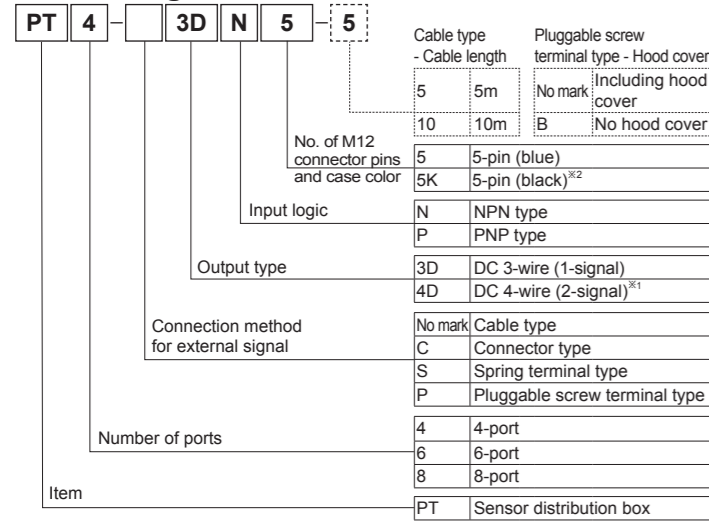 PT 4 - 3D N 5 - 5
Cable type
- Cable length
5 5m
10 10m
Pluggable screw
terminal type - Hood cover
No mark Including hood
cover
B No hood cover
No. of M12
connector pins
and case color
5 5-pin (blue)
5K 5-pin (black)※2
Input logic
N NPN type
P PNP type
Output type
3D DC 3-wire (1-signal)
4D DC 4-wire (2-signal)※1
Connection method
for external signal
No mark Cable type
C Connector type
S Spring terminal type
P Pluggable screw terminal type
Number of ports
4 4-port
6 6-port
8 8-port
Item
PT Sensor distribution box